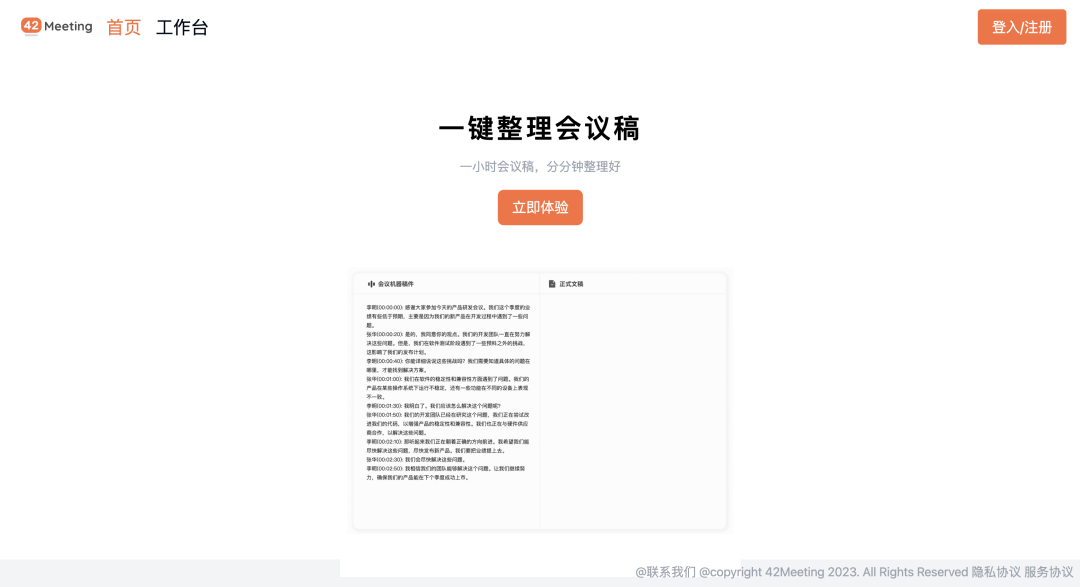 42 Meeting 首页 工作台 登入/注册
一键整理会议稿
一小时会议稿，分分钟整理好
立即体验
会议机器稿件
正式文稿
李明(00:00:00): 感谢大家参加今天的产品研发会议。我们这个季度的业
绩有些低于预期，主要是因为我们的新产品在开发过程中遇到了一些问
题。
张华(00:00:20): 是的，我同意你的观点。我们的开发团队一直在努力解
决这些问题。但是，我们在软件测试阶段遇到了一些预料之外的挑战，
这影响了我们的发布计划。
李明(00:00:40): 你能详细谈谈这些挑战吗？我们需要知道具体的问题在
哪里，才能找到解决方案。
张华(00:01:00): 我们在软件的稳定性和兼容性方面遇到了问题。我们的
产品在某些操作系统下运行不稳定，还有一些功能在不同的设备上表现
不一致。
李明(00:01:30): 我明白了。我们应该怎么解决这个问题呢？
张华(00:01:50): 我们的开发团队已经在研究这个问题，我们正在尝试改
进我们的代码，以增强产品的稳定性和兼容性。我们也正在与硬件供应
商合作，以解决这些问题。
李明(00:02:10): 那听起来我们正在朝着正确的方向前进。我希望我们能
尽快解决这些问题，尽快发布新产品。我们要把业绩提上去。
张华(00:02:30): 我们会尽快解决这些问题。
李明(00:02:50): 我相信我们的团队能够解决这个问题。让我们继续努
力，确保我们的产品能在下个季度成功上市。
@联系我们 @copyright 42Meeting 2023. All Rights Reserved 隐私协议 服务协议